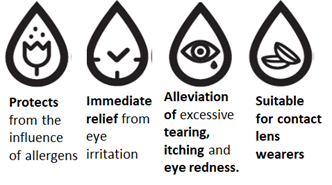 Protects
from the
influence
of allergens
Immediate
relief from
eye
irritation
Alleviation
of excessive
tearing,
itching and
eye redness.
Suitable
for contact
lens
wearers